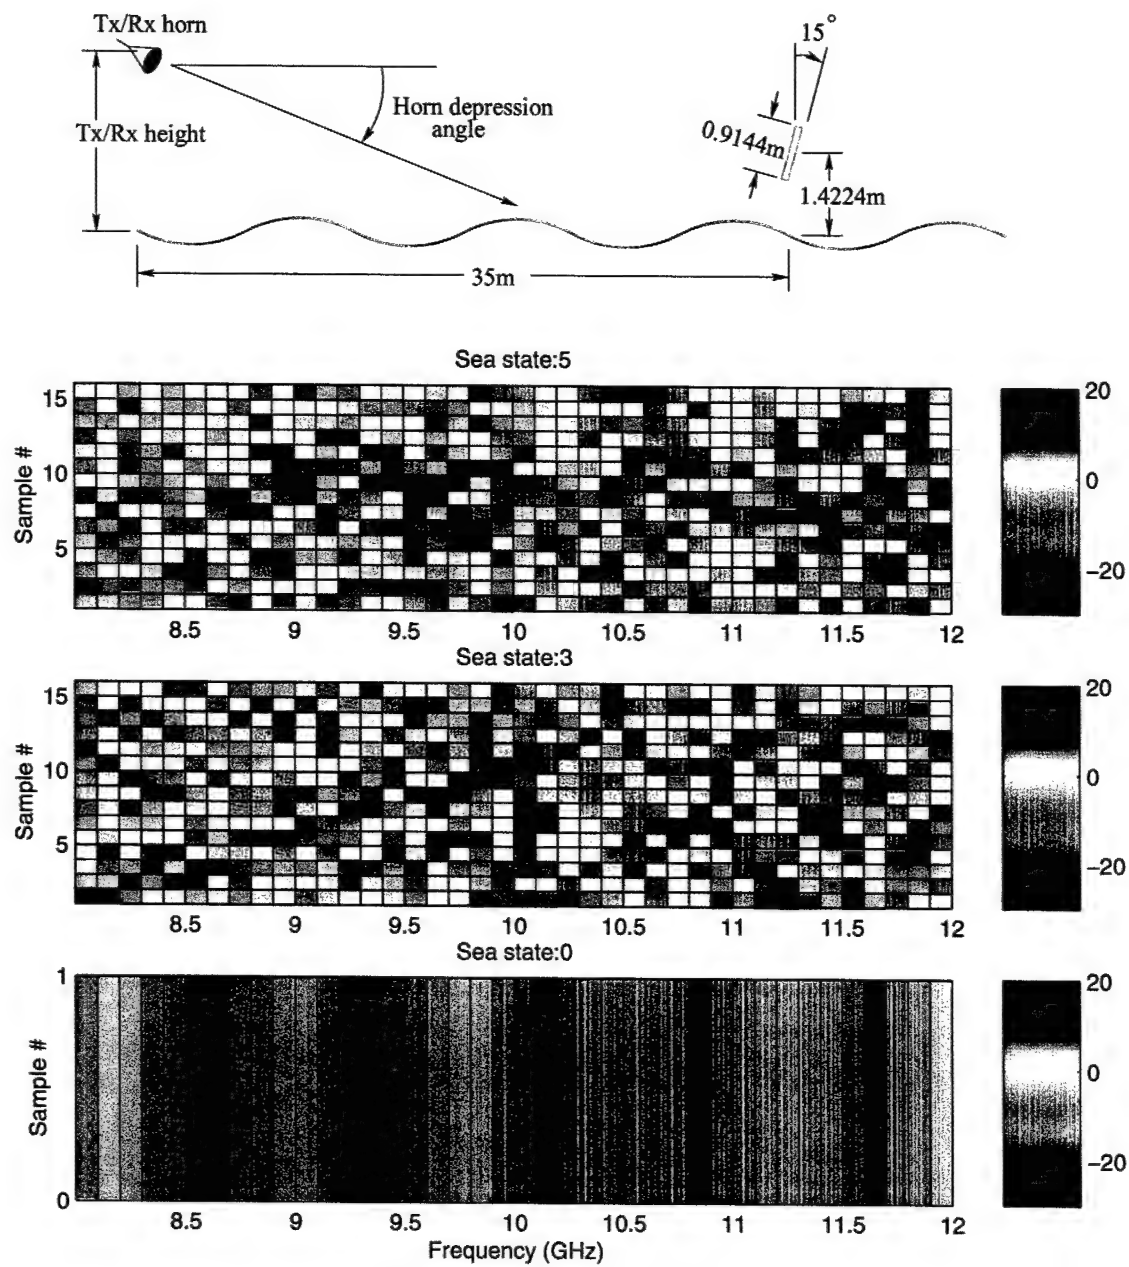 Tx/Rx horn
15°
Horn depression
angle
Tx/Rx height
0.9144m
1.4224m
35m
Sea state:5
15
10
5
Sample #
8.5 9 9.5 10 10.5 11 11.5 12
20
0
−20
Sea state:3
15
10
5
Sample #
8.5 9 9.5 10 10.5 11 11.5 12
20
0
−20
Sea state:0
1
0
Sample #
8.5 9 9.5 10 10.5 11 11.5 12
Frequency (GHz)
20
0
−20